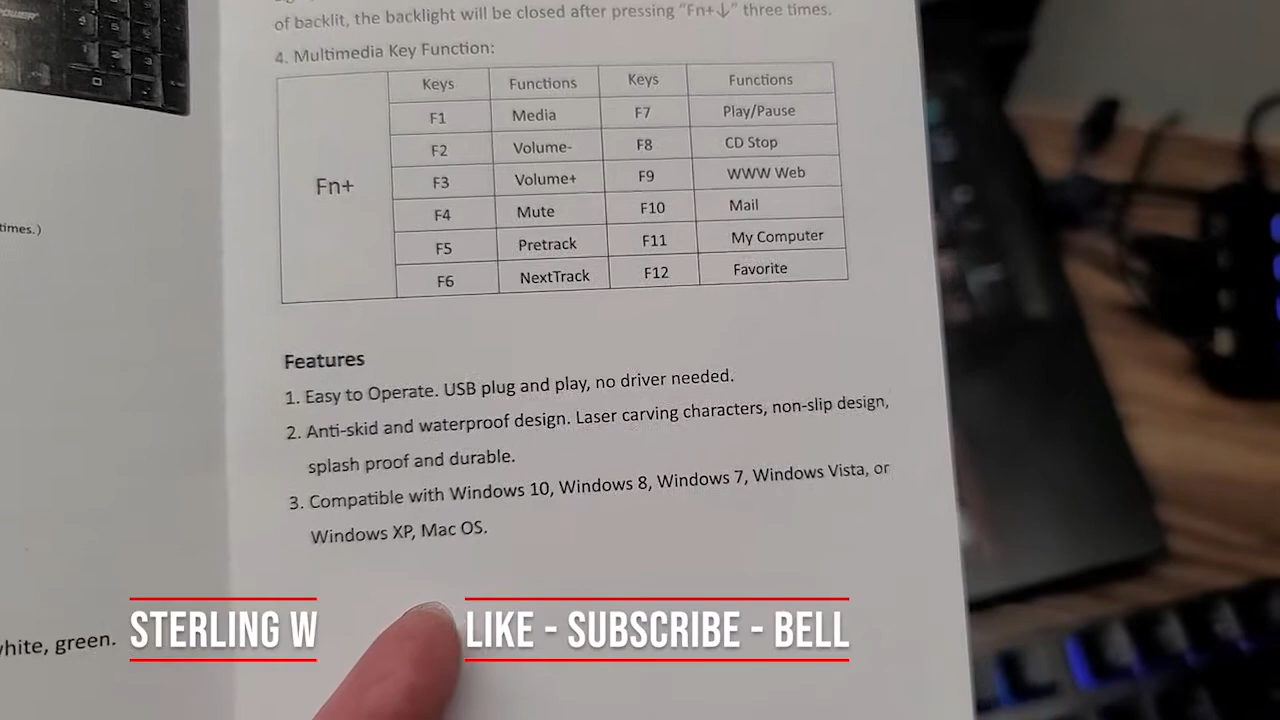 of backlit, the backlight will be closed after pressing "Fn+↓" three times.
4. Multimedia Key Function:
Keys Functions Keys Functions
Fn+
F1 Media F7 Play/Pause
F2 Volume- F8 CD Stop
F3 Volume+ F9 WWW Web
F4 Mute F10 Mail
F5 Pretrack F11 My Computer
F6 NextTrack F12 Favorite
times.)
Features
1. Easy to Operate. USB plug and play, no driver needed.
2. Anti-skid and waterproof design. Laser carving characters, non-slip design,
splash proof and durable.
3. Compatible with Windows 10, Windows 8, Windows 7, Windows Vista, or
Windows XP, Mac OS.
white, green.
STERLING W
LIKE - SUBSCRIBE - BELL